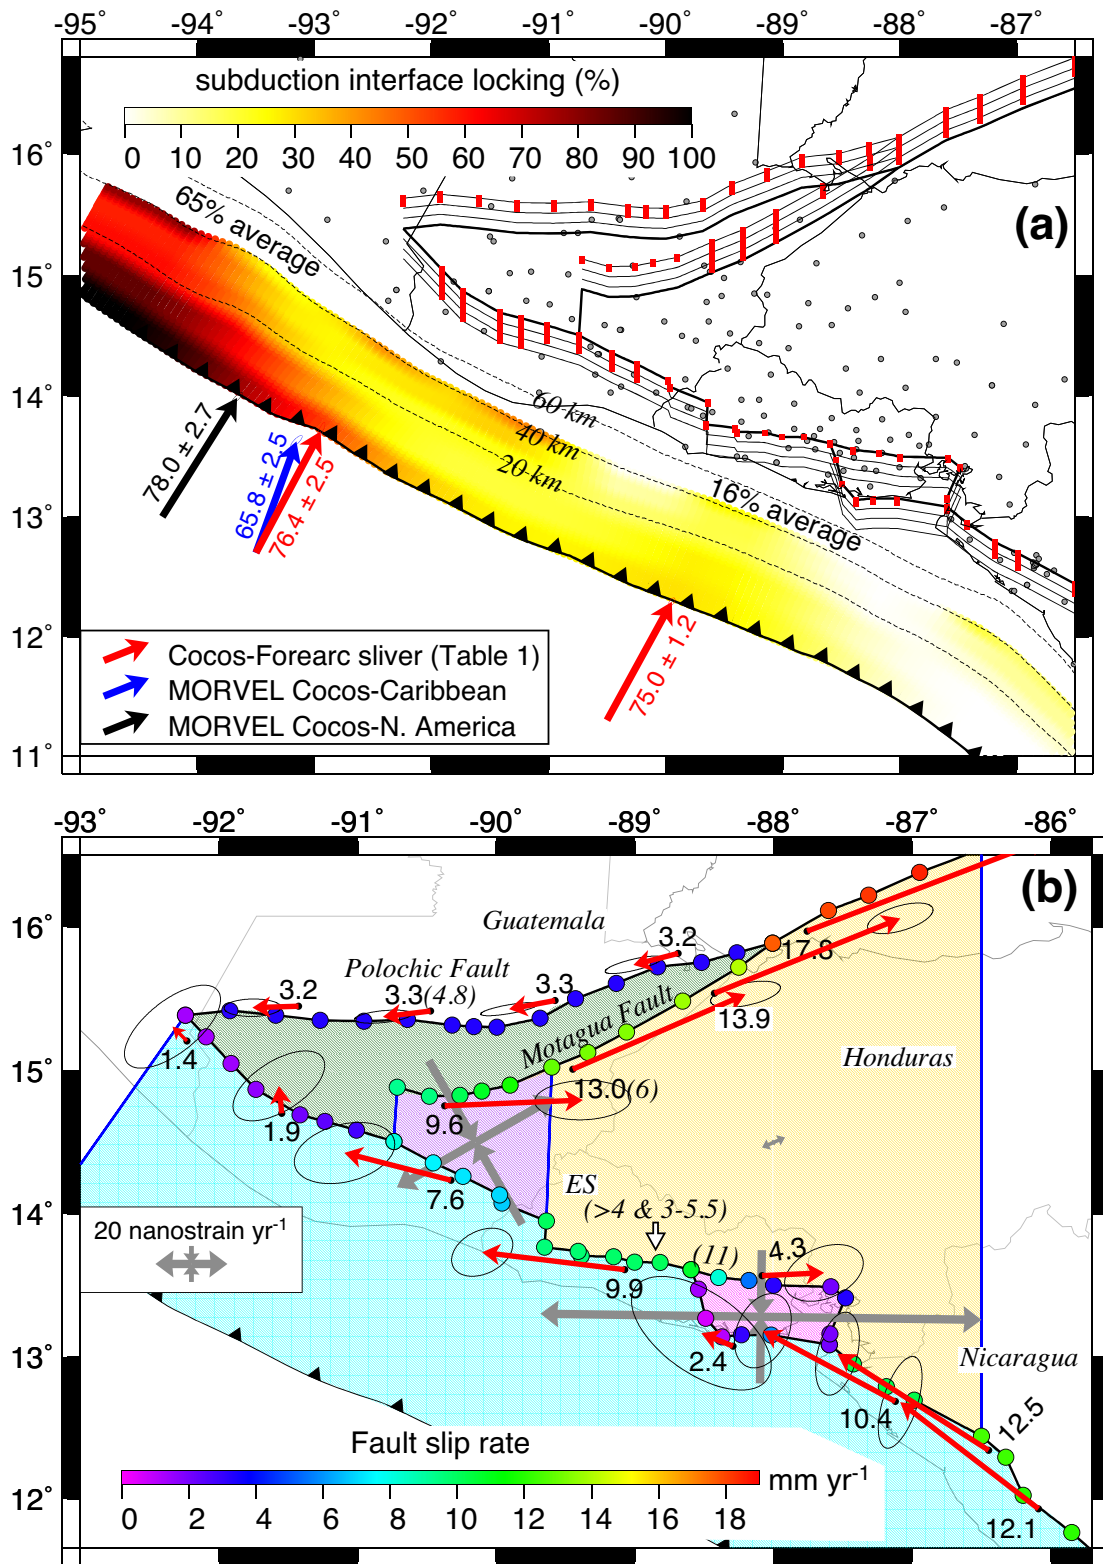 -95° -94° -93° -92° -91° -90° -89° -88° -87°
subduction interface locking (%)
0 10 20 30 40 50 60 70 80 90 100
(a)
16°
15°
14°
13°
12°
11°
65% average
60 km
40 km
20 km
16% average
78.0 ± 2.7
65.8 ± 2.5
76.4 ± 2.5
75.0 ± 1.2
Cocos-Forearc sliver (Table 1)
MORVEL Cocos-Caribbean
MORVEL Cocos-N. America
-93° -92° -91° -90° -89° -88° -87° -86°
(b)
16°
15°
14°
13°
12°
Guatemala
Polochic Fault
3.2
3.3(4.8)
3.3
3.2
17.3
Motagua Fault
13.9
Honduras
1.4
1.9
9.6
13.0(6)
7.6
ES
(>4 & 3-5.5)
(11)
4.3
9.9
2.4
10.4
Nicaragua
12.5
12.1
20 nanostrain yr-1
Fault slip rate
mm yr-1
0 2 4 6 8 10 12 14 16 18